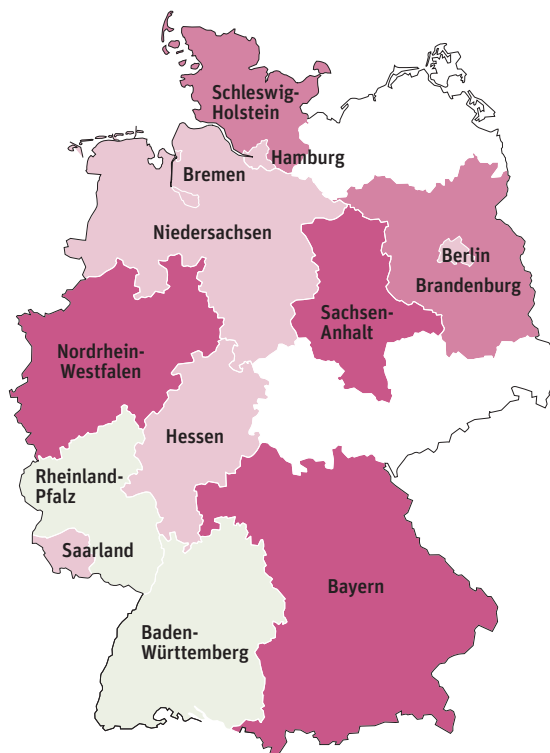 Schleswig-
Holstein
Hamburg
Bremen
Niedersachsen
Berlin
Brandenburg
Sachsen-
Anhalt
Nordrhein-
Westfalen
Hessen
Rheinland-
Pfalz
Saarland
Bayern
Baden-
Württemberg